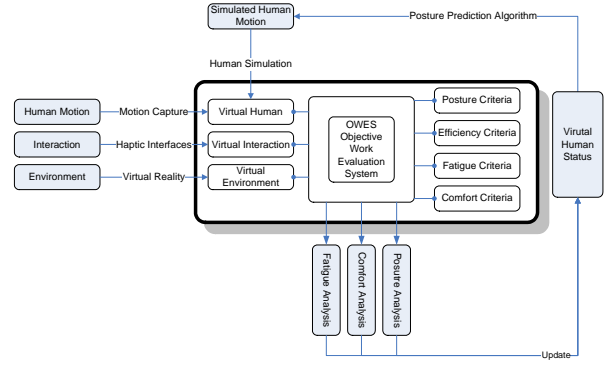 Simulated Human
Motion
Posture Prediction Algorithm
Human Simulation
Human Motion
Motion Capture
Virtual Human
Interaction
Haptic Interfaces
Virtual Interaction
Environment
Virtual Reality
Virtual
Environment
OWES
Objective
Work
Evaluation
System
Posture Criteria
Efficiency Criteria
Fatigue Criteria
Comfort Criteria
Virutal
Human
Status
Fatigue Analysis
Comfort Analysis
Posutre Analysis
Update